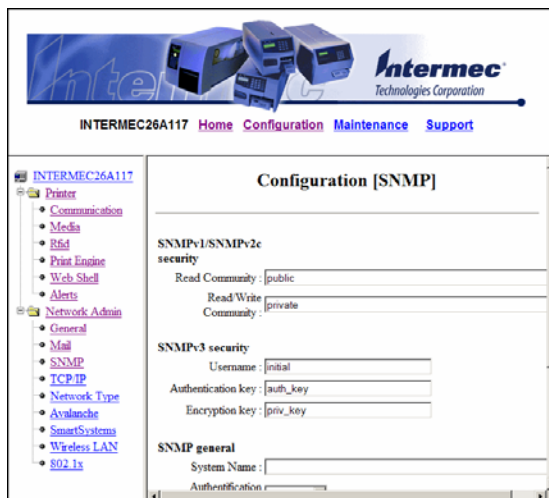 Intermec
Intermec®
Technologies Corporation
INTERMEC26A117 Home Configuration Maintenance Support
INTERMEC26A117
Printer
Communication
Media
Rfid
Print Engine
Web Shell
Alerts
Network Admin
General
Mail
SNMP
TCP/IP
Network Type
Avalanche
SmartSystems
Wireless LAN
802.1x
Configuration [SNMP]
SNMPv1/SNMPv2c
security
Read Community : public
Read/Write
Community : private
SNMPv3 security
Username : initial
Authentication key : auth_key
Encryption key : priv_key
SNMP general
System Name :
Authentification